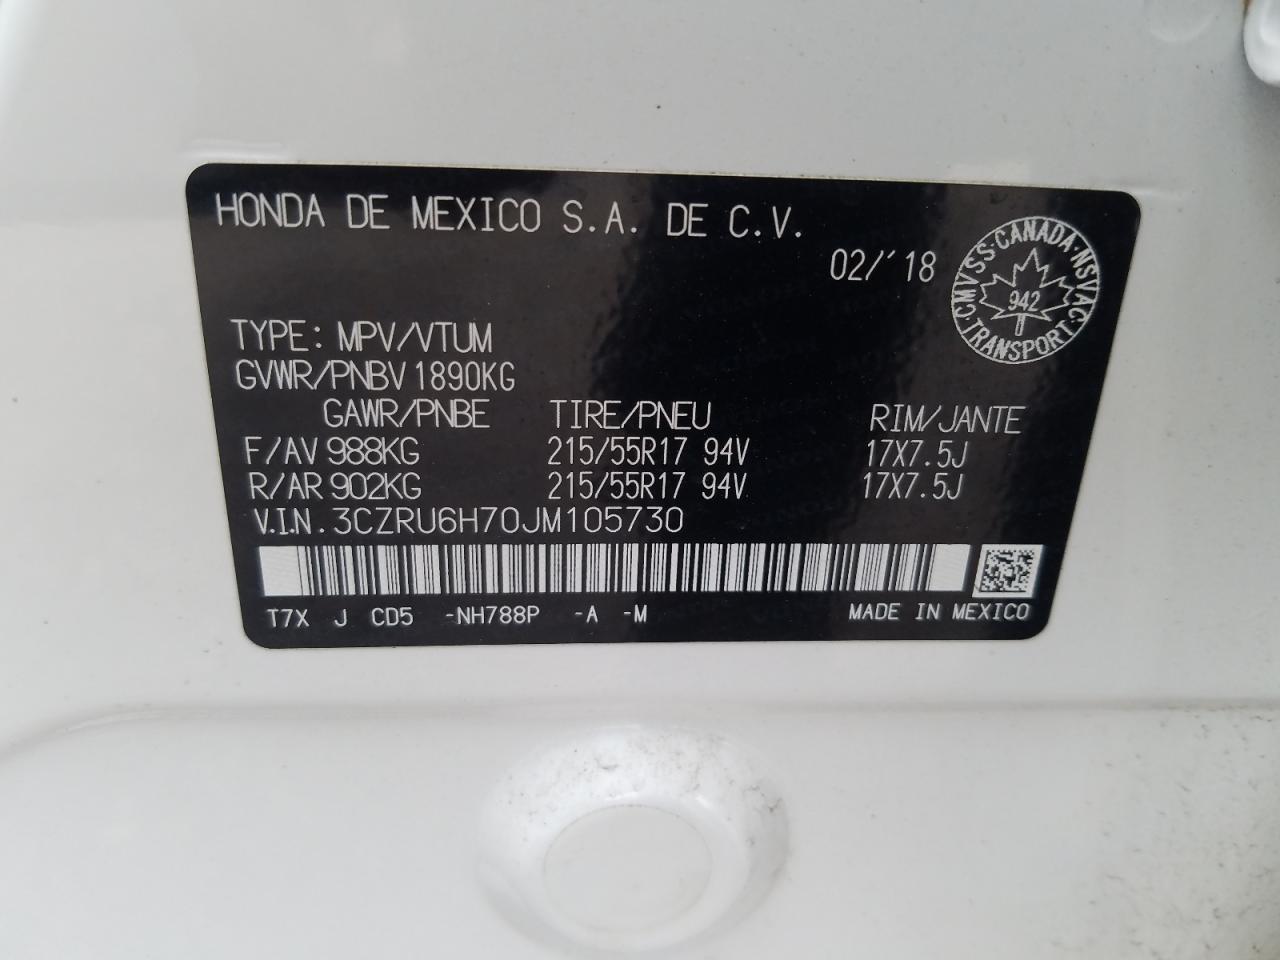 HONDA DE MEXICO S.A. DE C.V.
02/'18
CMVSS·CANADA·NSVAC·TRANSPORT·
942
TYPE: MPV/VTUM
GVWR/PNBV 1890KG
GAWR/PNBE TIRE/PNEU RIM/JANTE
F/AV 988KG 215/55R17 94V 17X7.5J
R/AR 902KG 215/55R17 94V 17X7.5J
V.I.N. 3CZRU6H70JM105730
T7X J CD5 -NH788P -A -M MADE IN MEXICO